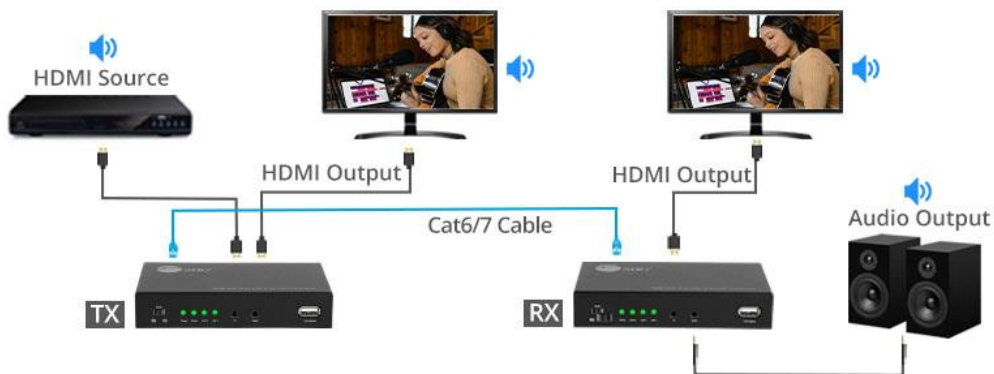 HDMI Source
HDMI Output
HDMI Output
Cat6/7 Cable
Audio Output
TX
RX